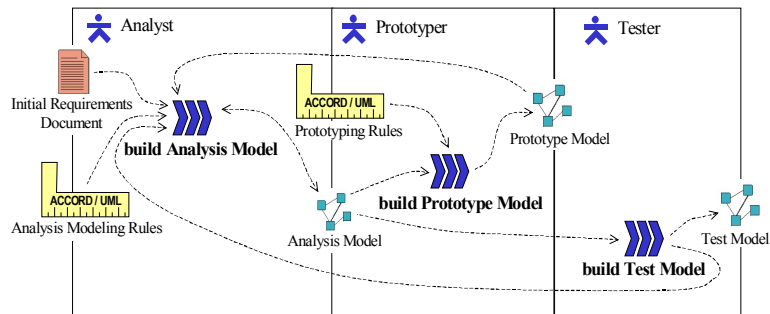 Analyst
Prototyper
Tester
Initial Requirements
Document
build Analysis Model
ACCORD / UML
Prototyping Rules
Prototype Model
ACCORD / UML
Analysis Modeling Rules
Analysis Model
build Prototype Model
build Test Model
Test Model